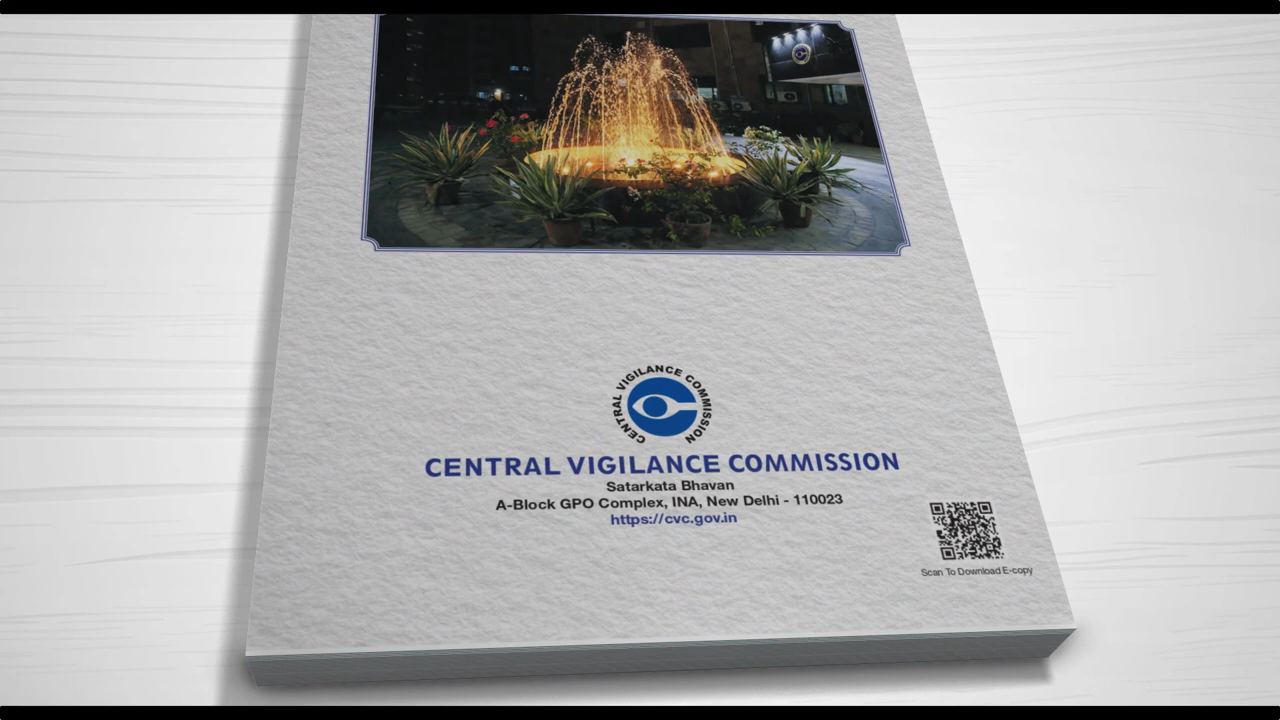 CENTRAL VIGILANCE COMMISSION
CENTRAL VIGILANCE COMMISSION
Satarkata Bhavan
A-Block GPO Complex, INA, New Delhi - 110023
https://cvc.gov.in
Scan To Download E-copy